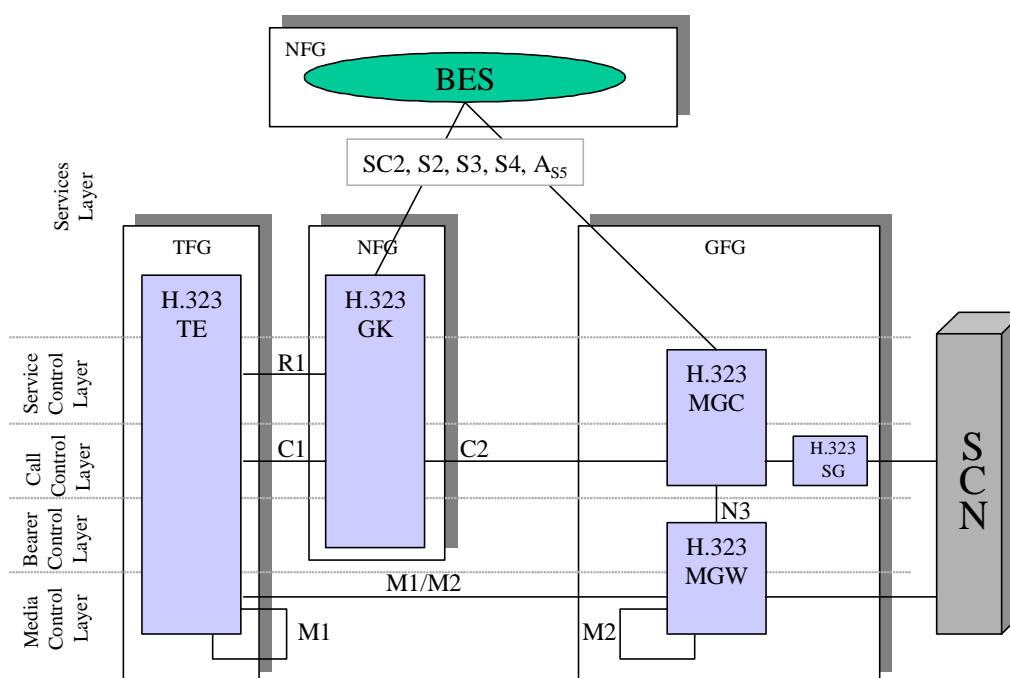 NFG
BES
SC2, S2, S3, S4, A_S5
Services
Layer
TFG
NFG
GFG
H.323
TE
H.323
GK
Service
Control
Layer
R1
H.323
MGC
Call
Control
Layer
C1
C2
H.323
SG
SCN
Bearer
Control
Layer
N3
H.323
MGW
Media
Control
Layer
M1/M2
M1
M2